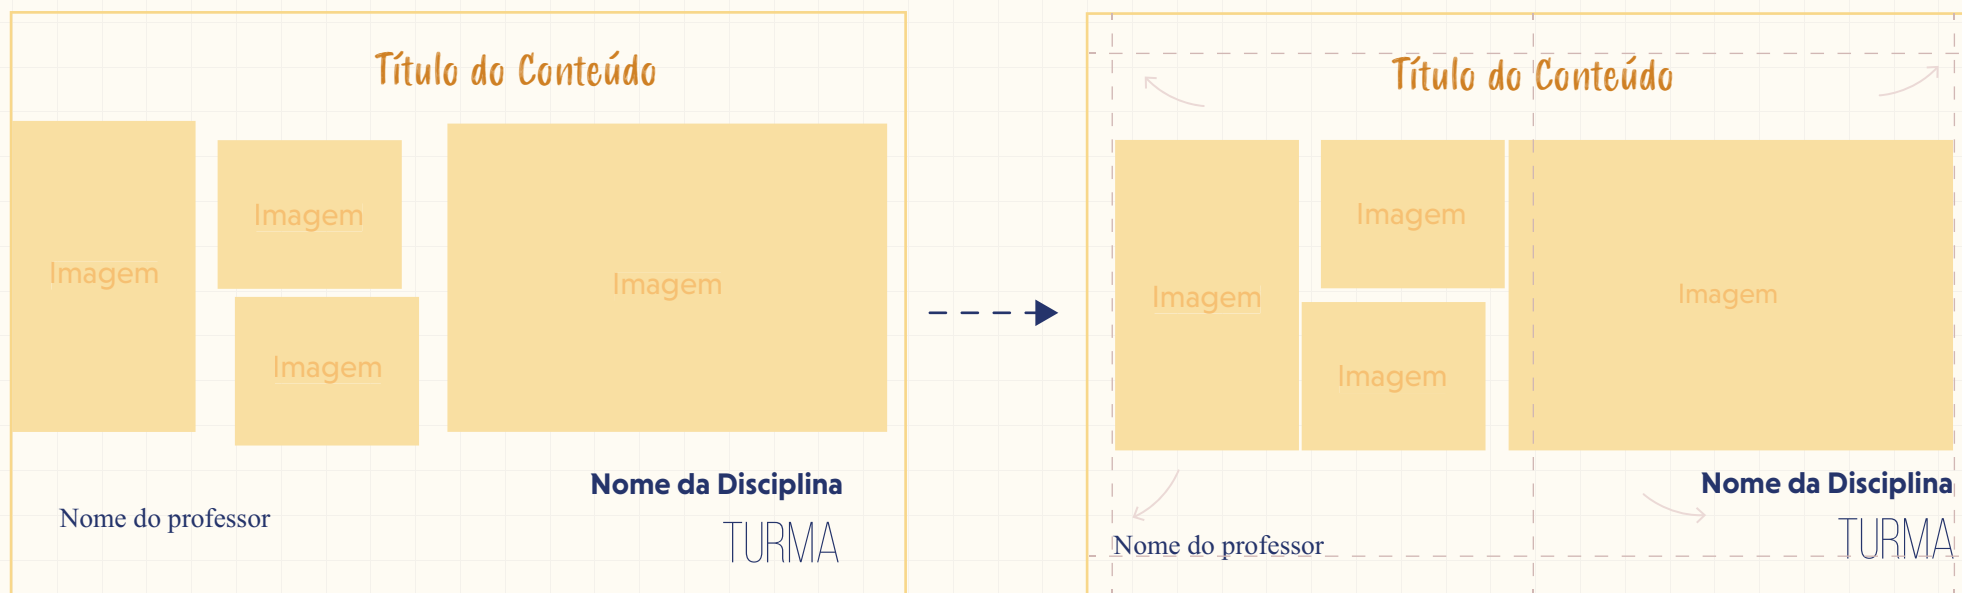 Título do Conteúdo
Imagem
Imagem
Imagem
Imagem
Nome da Disciplina
Nome do professor
TURMA
Título do Conteúdo
Imagem
Imagem
Imagem
Imagem
Nome da Disciplina
Nome do professor
TURMA